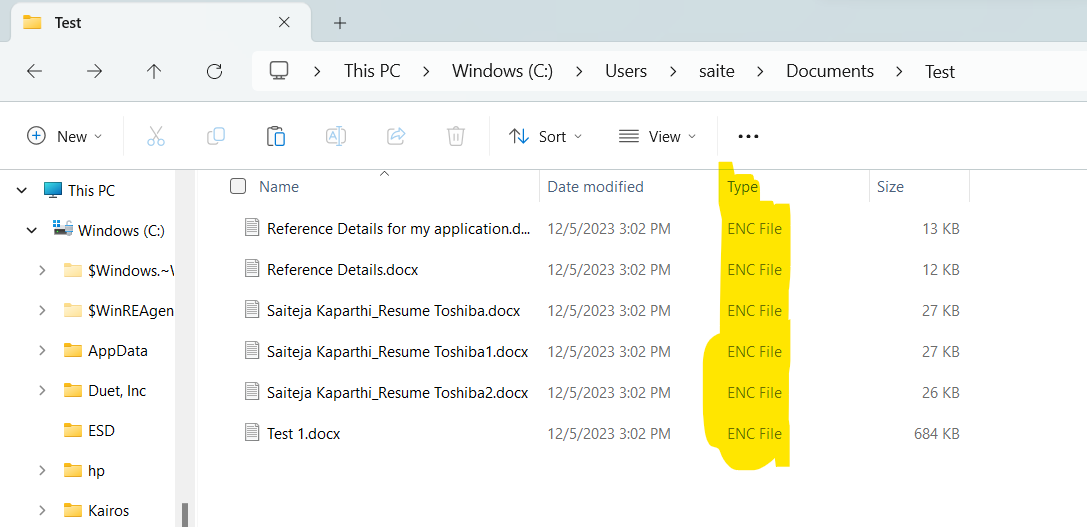 Test
This PC > Windows (C:) > Users > saite > Documents > Test
New Sort View ...
Name Date modified Type Size
This PC
Windows (C:)
$Windows.~W
$WinREAgen
AppData
Duet, Inc
ESD
hp
Kairos
Reference Details for my application.d... 12/5/2023 3:02 PM ENC File 13 KB
Reference Details.docx 12/5/2023 3:02 PM ENC File 12 KB
Saiteja Kaparthi_Resume Toshiba.docx 12/5/2023 3:02 PM ENC File 27 KB
Saiteja Kaparthi_Resume Toshiba1.docx 12/5/2023 3:02 PM ENC File 27 KB
Saiteja Kaparthi_Resume Toshiba2.docx 12/5/2023 3:02 PM ENC File 26 KB
Test 1.docx 12/5/2023 3:02 PM ENC File 684 KB